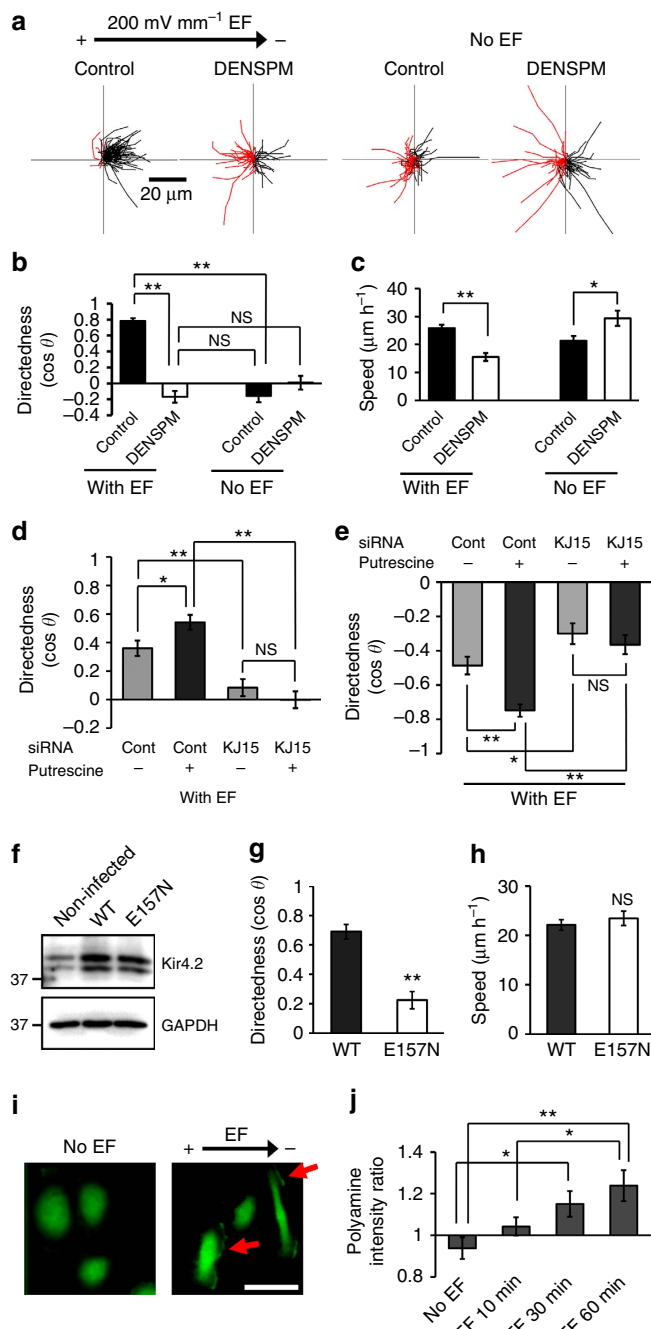 a
200 mV mm⁻¹ EF
+ −
No EF
Control DENSPM Control DENSPM
20 μm
b
Directedness (cos θ)
1
0.8
0.6
0.4
0.2
0
−0.2
−0.4
**
**
NS
NS
Control DENSPM Control DENSPM
With EF No EF
c
Speed (μm h⁻¹)
40
30
20
10
0
**
*
Control DENSPM Control DENSPM
With EF No EF
d
Directedness (cos θ)
1
0.8
0.6
0.4
0.2
0
−0.2
**
**
*
NS
siRNA Cont Cont KJ15 KJ15
Putrescine − + − +
With EF
e
siRNA Cont Cont KJ15 KJ15
Putrescine − + − +
Directedness (cos θ)
0
−0.2
−0.4
−0.6
−0.8
−1
NS
**
*
**
With EF
f
Non-infected WT E157N
37
Kir4.2
37
GAPDH
g
Directedness (cos θ)
1
0.8
0.6
0.4
0.2
0
**
WT E157N
h
Speed (μm h⁻¹)
30
20
10
0
NS
WT E157N
i
No EF
EF
+ −
j
Polyamine intensity ratio
1.4
1.2
1
0.8
**
*
*
No EF
EF 10 min
EF 30 min
EF 60 min